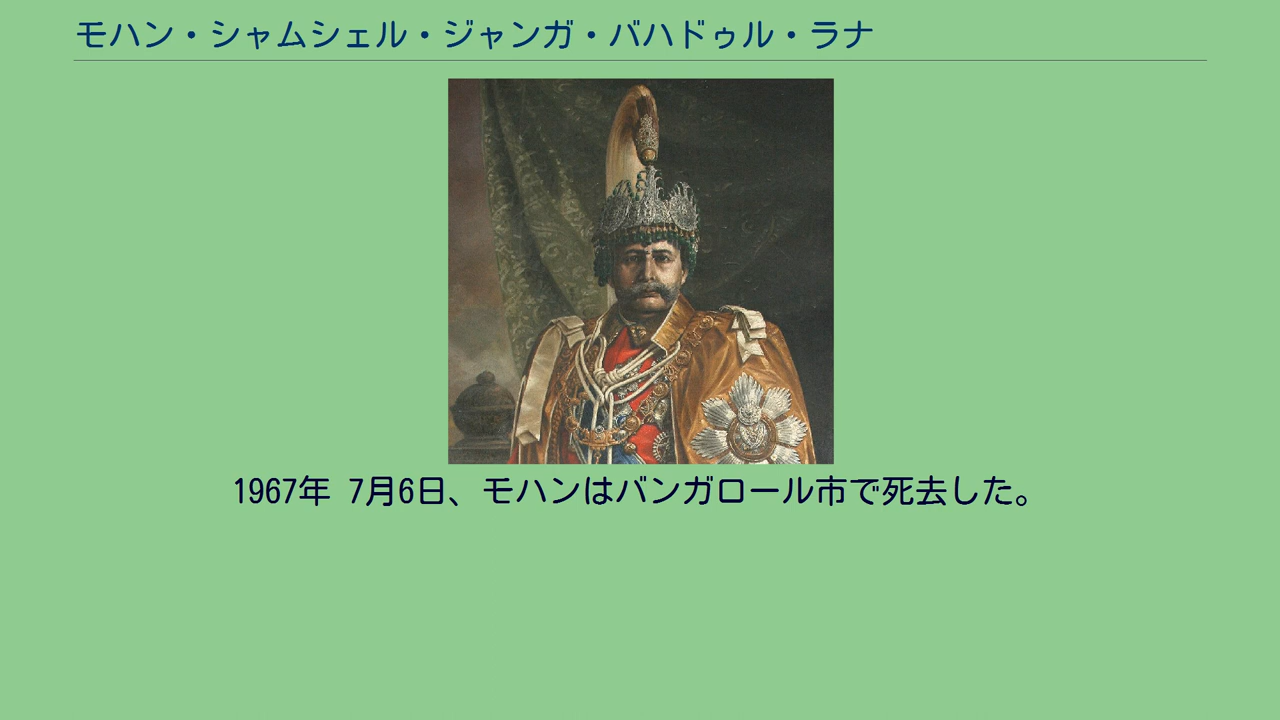 モハン・シャムシェル・ジャンガ・バハドゥル・ラナ
1967年 7月6日、モハンはバンガロール市で死去した。